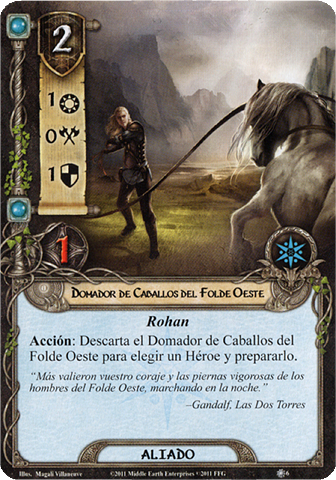 2
1
0
1
1
Domador de Caballos del Folde Oeste
Rohan
Acción: Descarta el Domador de Caballos del
Folde Oeste para elegir un Héroe y prepararlo.
“Más valieron vuestro coraje y las piernas vigorosas de los
hombres del Folde Oeste, marchando en la noche.”
–Gandalf, Las Dos Torres
ALIADO
Illus. Magali Villeneuve
©2011 Middle Earth Enterprises • 2011 FFG
6